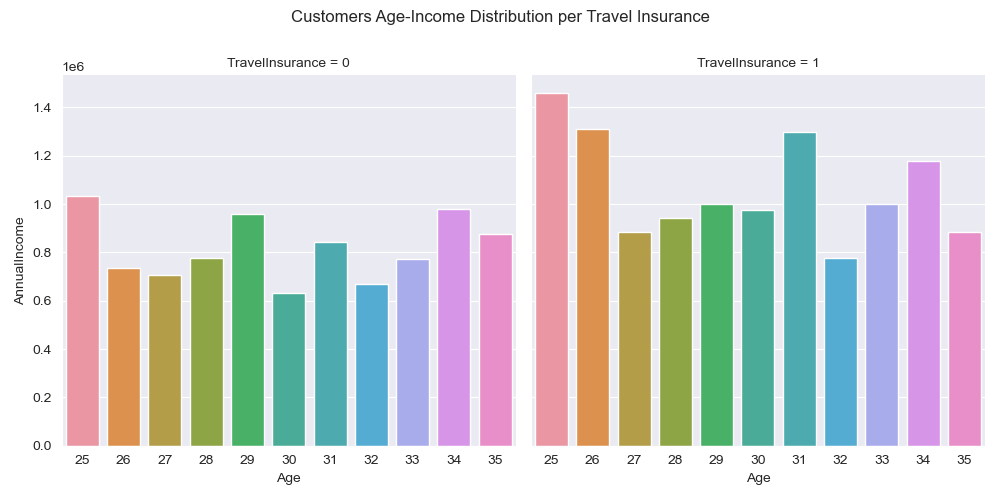 Customers Age-Income Distribution per Travel Insurance
1e6
TravelInsurance = 0
TravelInsurance = 1
1.4
1.2
1.0
0.8
0.6
0.4
0.2
0.0
AnnualIncome
25 26 27 28 29 30 31 32 33 34 35
25 26 27 28 29 30 31 32 33 34 35
Age
Age